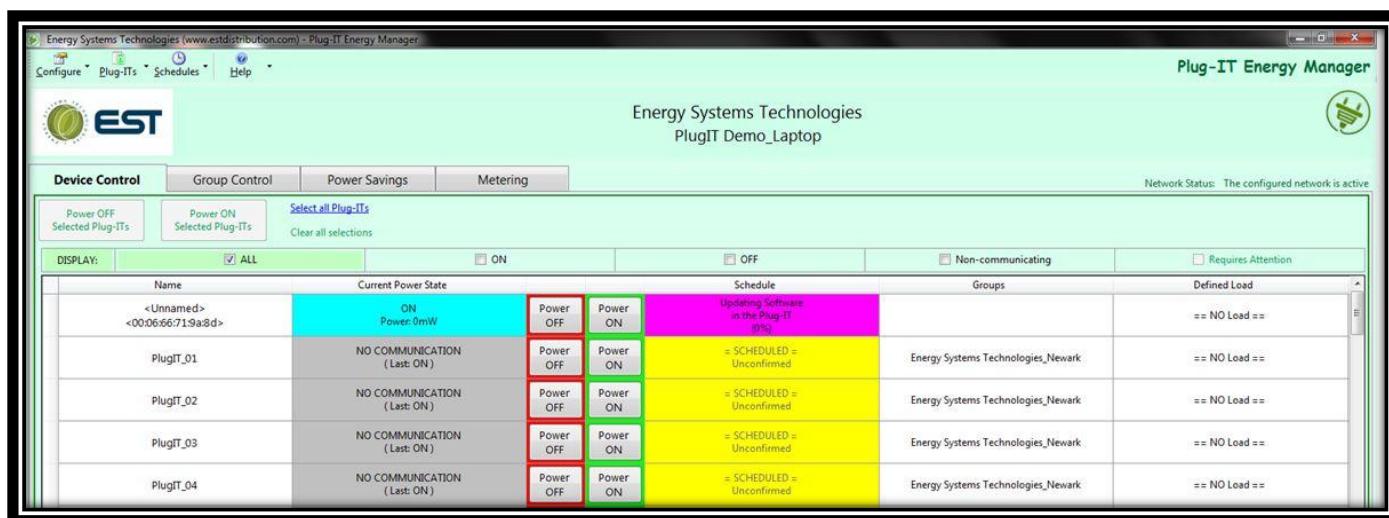 Energy Systems Technologies (www.estdistribution.com) - Plug-IT Energy Manager
Configure Plug-ITs Schedules Help
Plug-IT Energy Manager
EST
Energy Systems Technologies
PlugIT Demo_Laptop
Device Control Group Control Power Savings Metering
Network Status: The configured network is active
Power OFF
Selected Plug-ITs
Power ON
Selected Plug-ITs
Select all Plug-ITs
Clear all selections
DISPLAY: ALL ON OFF Non-communicating Requires Attention
Name Current Power State Schedule Groups Defined Load
<Unnamed>
<00:06:66:71:9a:8d>
ON
Power: 0mW
Power
OFF
Power
ON
Updating Software
in the Plug-IT
(0%)
== NO Load ==
PlugIT_01
NO COMMUNICATION
( Last: ON )
Power
OFF
Power
ON
= SCHEDULED =
Unconfirmed
Energy Systems Technologies_Newark
== NO Load ==
PlugIT_02
NO COMMUNICATION
( Last: ON )
Power
OFF
Power
ON
= SCHEDULED =
Unconfirmed
Energy Systems Technologies_Newark
== NO Load ==
PlugIT_03
NO COMMUNICATION
( Last: ON )
Power
OFF
Power
ON
= SCHEDULED =
Unconfirmed
Energy Systems Technologies_Newark
== NO Load ==
PlugIT_04
NO COMMUNICATION
( Last: ON )
Power
OFF
Power
ON
= SCHEDULED =
Unconfirmed
Energy Systems Technologies_Newark
== NO Load ==